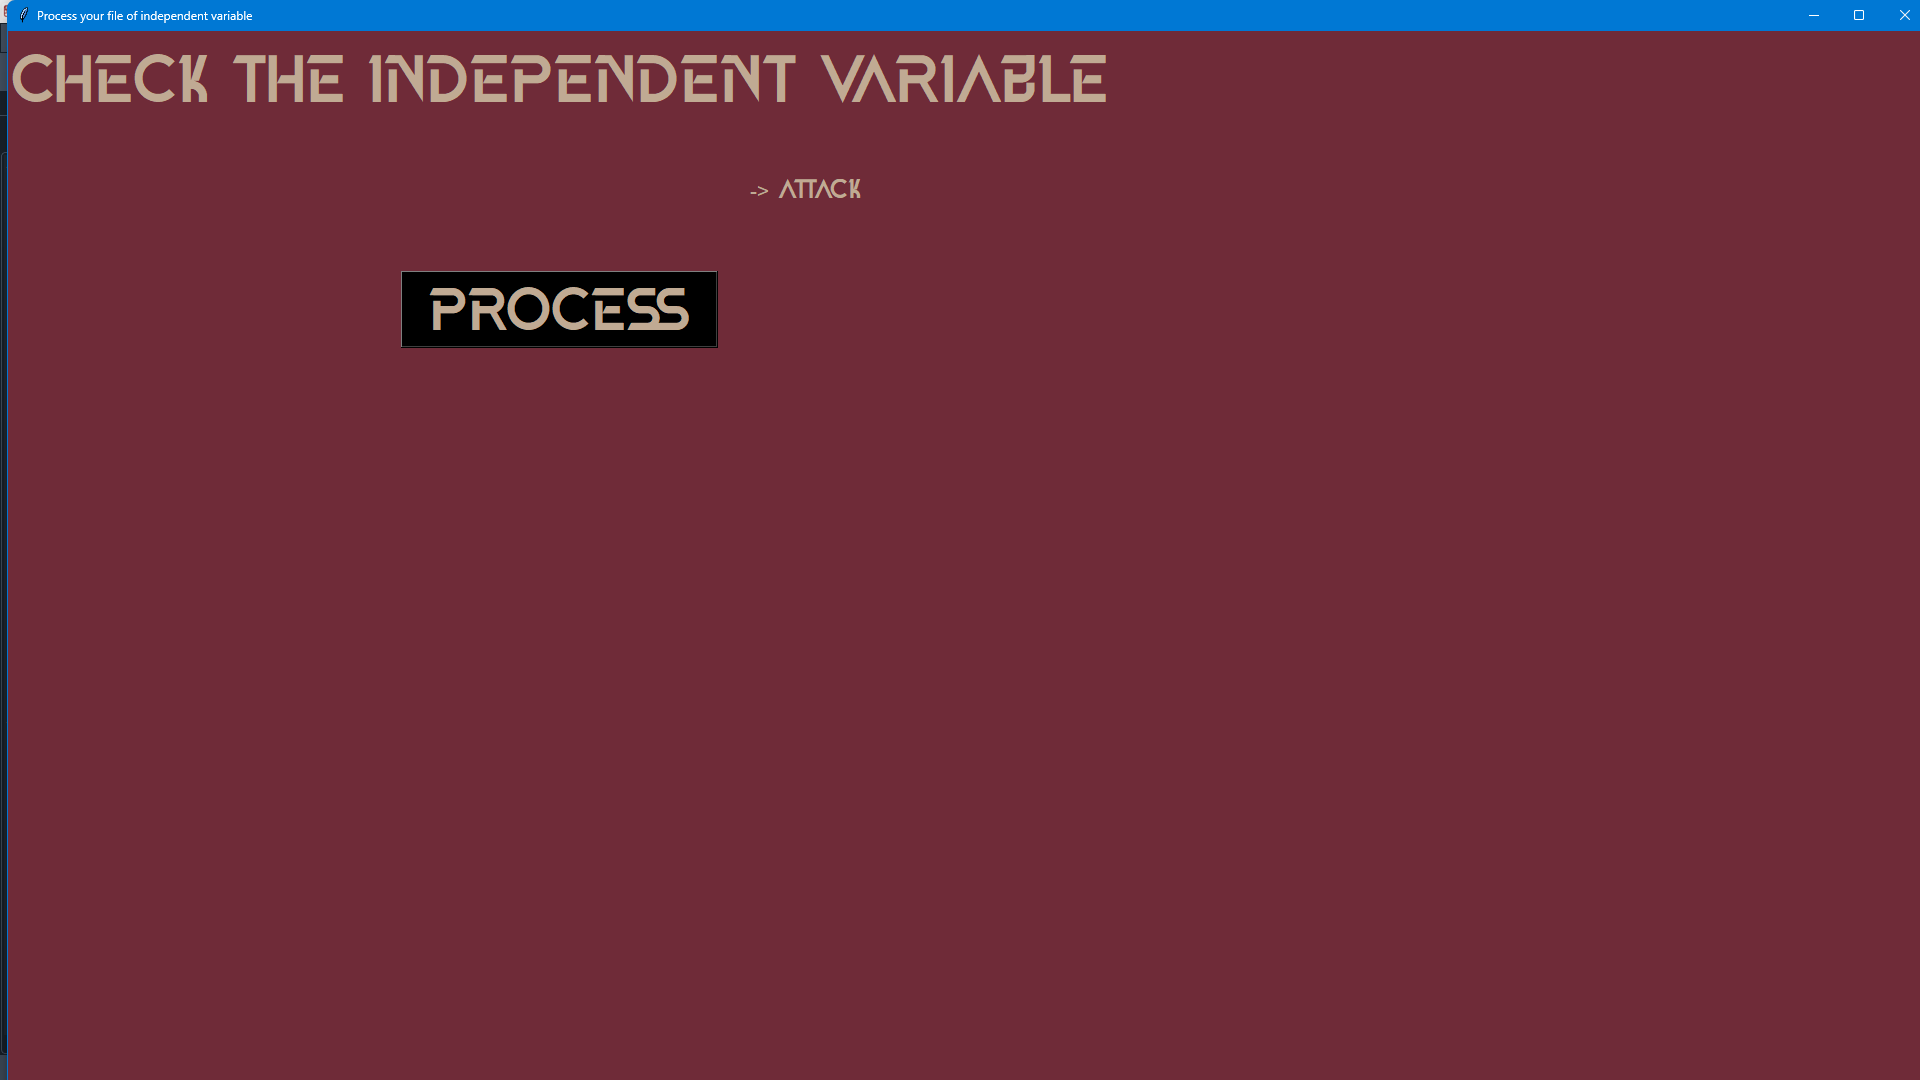 Process your file of independent variable
CHECK THE INDEPENDENT VARIABLE
-> ATTACK
PROCESS